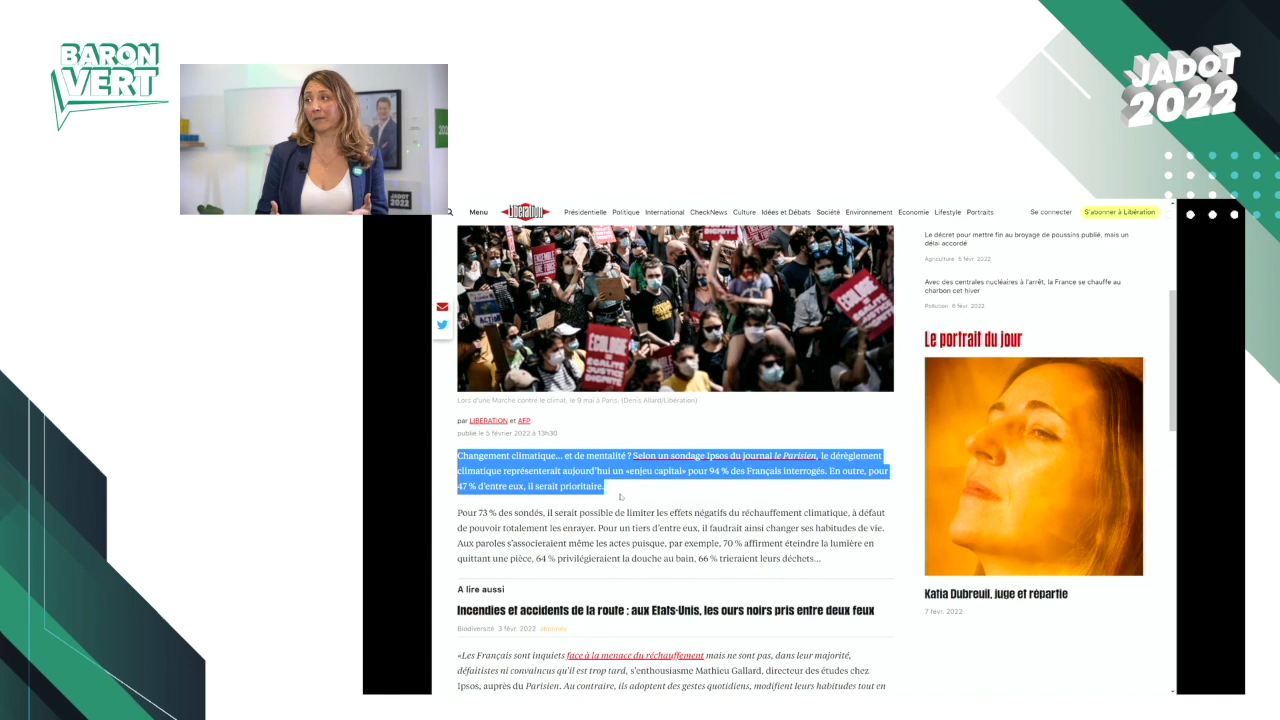 BARON
VERT
JADOT
2022
JADOT
2022
Menu
Libération
Présidentielle Politique International CheckNews Culture Idées et Débats Société Environnement Economie Lifestyle Portraits
Se connecter
S'abonner à Libération
ÉCOLOGIE =
ÉGALITÉ
JUSTICE
DIGNITÉ
Lors d'une Marche contre le climat, le 9 mai à Paris. (Denis Allard/Libération)
par LIBERATION et AFP
publié le 5 février 2022 à 13h30
Changement climatique... et de mentalité ? Selon un sondage Ipsos du journal le Parisien, le dérèglement
climatique représenterait aujourd'hui un «enjeu capital» pour 94 % des Français interrogés. En outre, pour
47 % d'entre eux, il serait prioritaire.
Pour 73 % des sondés, il serait possible de limiter les effets négatifs du réchauffement climatique, à défaut
de pouvoir totalement les enrayer. Pour un tiers d'entre eux, il faudrait ainsi changer ses habitudes de vie.
Aux paroles s'associeraient même les actes puisque, par exemple, 70 % affirment éteindre la lumière en
quittant une pièce, 64 % privilégieraient la douche au bain, 66 % trieraient leurs déchets...
A lire aussi
Incendies et accidents de la route : aux Etats-Unis, les ours noirs pris entre deux feux
Biodiversité 3 févr. 2022 abonnés
«Les Français sont inquiets face à la menace du réchauffement mais ne sont pas, dans leur majorité,
défaitistes ni convaincus qu'il est trop tard, s'enthousiasme Mathieu Gallard, directeur des études chez
Ipsos, auprès du Parisien. Au contraire, ils adoptent des gestes quotidiens, modifient leurs habitudes tout en
Le décret pour mettre fin au broyage de poussins publié, mais un
délai accordé
Agriculture 6 févr. 2022
Avec des centrales nucléaires à l'arrêt, la France se chauffe au
charbon cet hiver
Pollution 6 févr. 2022
Le portrait du jour
Katia Dubreuil, juge et répartie
7 févr. 2022